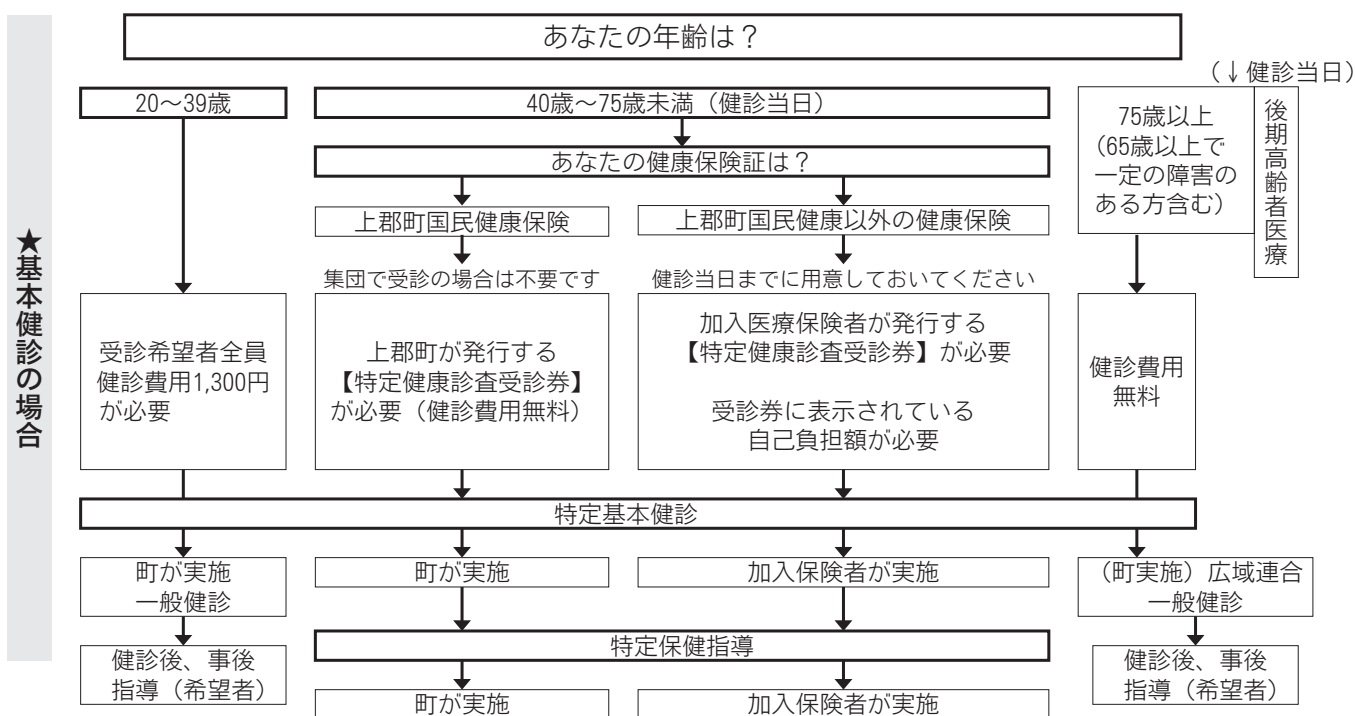 ★基本健診の場合
あなたの年齢は？
（↓健診当日）
20～39歳
40歳～75歳未満（健診当日）
75歳以上
（65歳以上で
一定の障害の
ある方含む）
後期高齢者医療
あなたの健康保険証は？
上郡町国民健康保険
上郡町国民健康以外の健康保険
集団で受診の場合は不要です
健診当日までに用意しておいてください
受診希望者全員
健診費用1,300円
が必要
上郡町が発行する
【特定健康診査受診券】
が必要（健診費用無料）
加入医療保険者が発行する
【特定健康診査受診券】が必要
受診券に表示されている
自己負担額が必要
健診費用
無料
特定基本健診
町が実施
一般健診
町が実施
加入保険者が実施
（町実施）広域連合
一般健診
特定保健指導
健診後、事後
指導（希望者）
町が実施
加入保険者が実施
健診後、事後
指導（希望者）